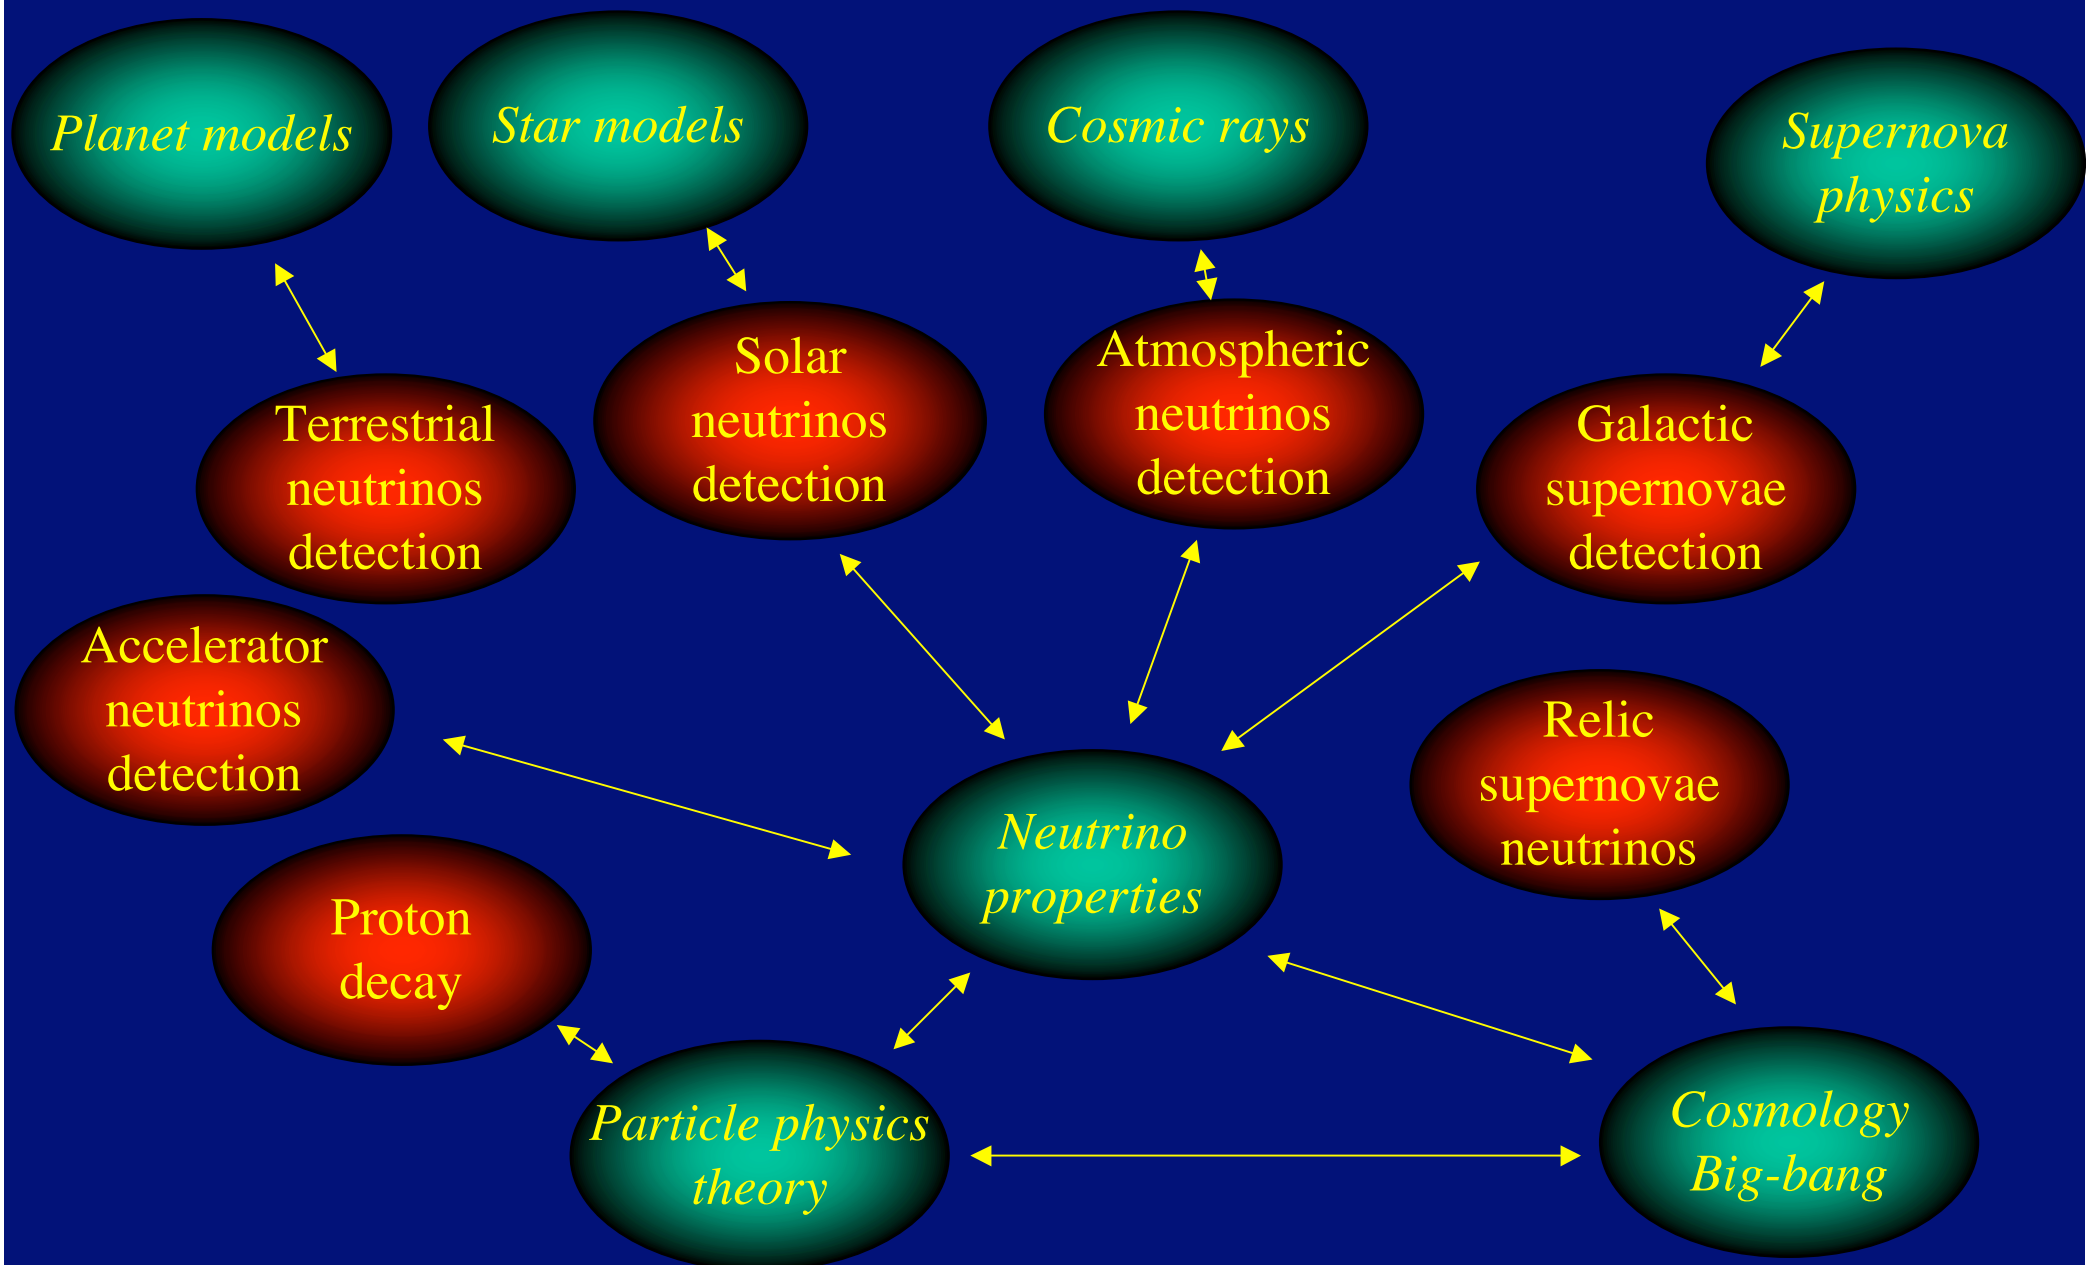 Planet models
Star models
Cosmic rays
Supernova
physics
Terrestrial
neutrinos
detection
Solar
neutrinos
detection
Atmospheric
neutrinos
detection
Galactic
supernovae
detection
Accelerator
neutrinos
detection
Relic
supernovae
neutrinos
Neutrino
properties
Proton
decay
Particle physics
theory
Cosmology
Big-bang